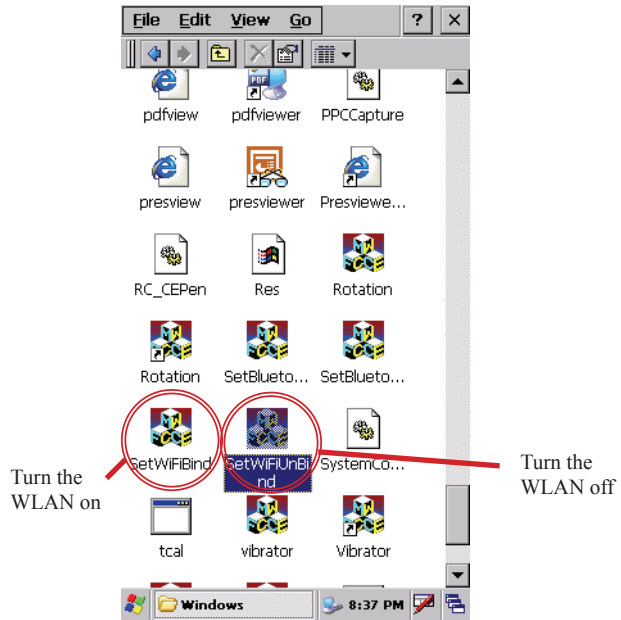 File Edit View Go ? ×
PDF
pdfview pdfviewer PPCCapture
presview presviewer Presviewe...
RC_CEPen Res Rotation
Rotation SetBlueto... SetBlueto...
SetWiFiBind SetWiFiUnBi SystemCo...
nd
Turn the
WLAN on
Turn the
WLAN off
tcal vibrator Vibrator
Windows 8:37 PM